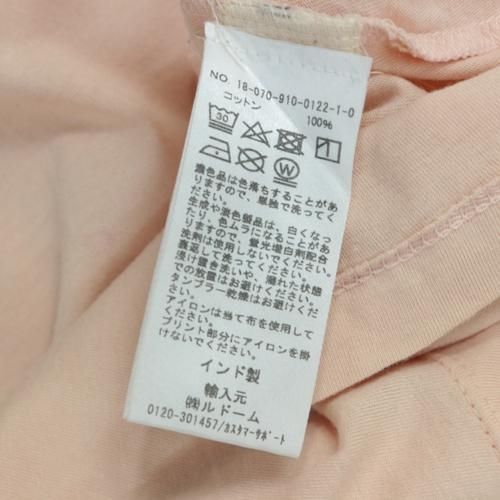 NO. 18-070-910-0122-1-0
コットン 100%
30
W
濃色品は色落ちすることがあ
りますので、単独で洗ってく
ださい。
生成や淡色製品は、白くなっ
たり、色ムラになることがあ
りますので、蛍光増白剤配合
洗剤は使用しないでください。
裏返して洗ってください。
浸け置き洗いや、濡れた状態
での放置はお避けください。
タンブラー乾燥はお避けくだ
さい。
アイロンは当て布を使用して
ください。
プリント部分にアイロンを掛
けないでください。
インド製
輸入元
㈱ルドーム
0120-301457/カスタマーサポート